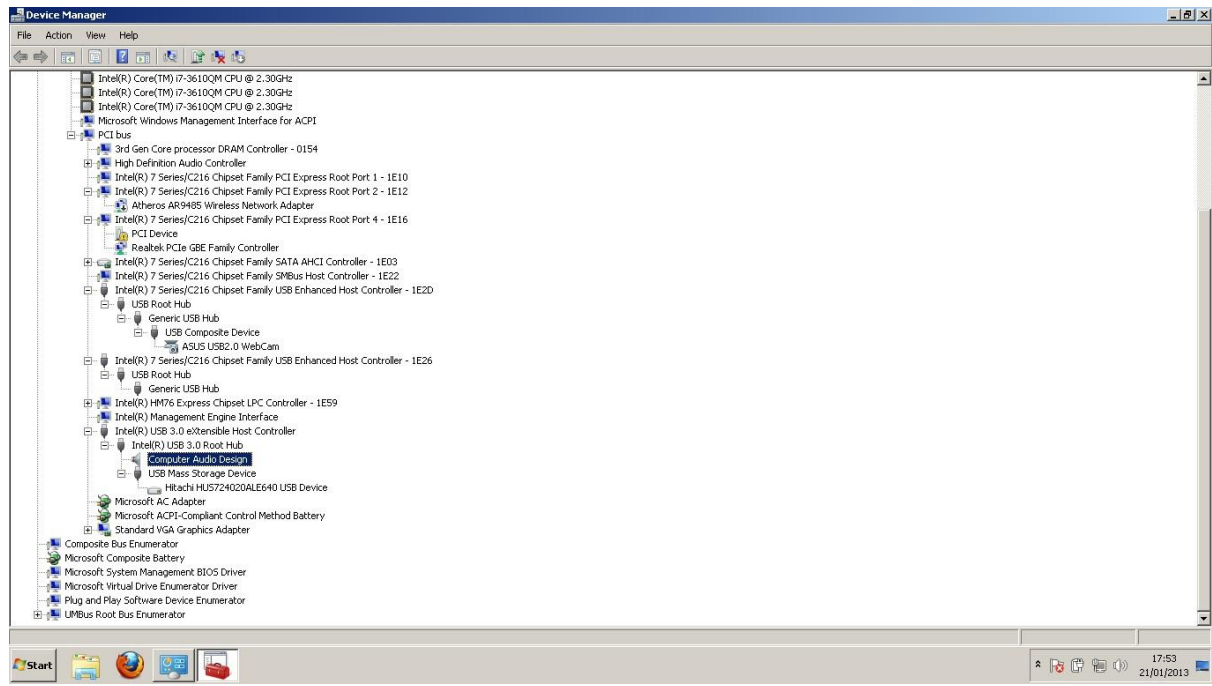 Device Manager
File Action View Help
Intel(R) Core(TM) i7-3610QM CPU @ 2.30GHz
Intel(R) Core(TM) i7-3610QM CPU @ 2.30GHz
Intel(R) Core(TM) i7-3610QM CPU @ 2.30GHz
Microsoft Windows Management Interface for ACPI
PCI bus
3rd Gen Core processor DRAM Controller - 0154
High Definition Audio Controller
Intel(R) 7 Series/C216 Chipset Family PCI Express Root Port 1 - 1E10
Intel(R) 7 Series/C216 Chipset Family PCI Express Root Port 2 - 1E12
Atheros AR9485 Wireless Network Adapter
Intel(R) 7 Series/C216 Chipset Family PCI Express Root Port 4 - 1E16
PCI Device
Realtek PCIe GBE Family Controller
Intel(R) 7 Series/C216 Chipset Family SATA AHCI Controller - 1E03
Intel(R) 7 Series/C216 Chipset Family SMBus Host Controller - 1E22
Intel(R) 7 Series/C216 Chipset Family USB Enhanced Host Controller - 1E2D
USB Root Hub
Generic USB Hub
USB Composite Device
ASUS USB2.0 WebCam
Intel(R) 7 Series/C216 Chipset Family USB Enhanced Host Controller - 1E26
USB Root Hub
Generic USB Hub
Intel(R) HM76 Express Chipset LPC Controller - 1E59
Intel(R) Management Engine Interface
Intel(R) USB 3.0 eXtensible Host Controller
Intel(R) USB 3.0 Root Hub
Computer Audio Design
USB Mass Storage Device
Hitachi HUS724020ALE640 USB Device
Microsoft AC Adapter
Microsoft ACPI-Compliant Control Method Battery
Standard VGA Graphics Adapter
Composite Bus Enumerator
Microsoft Composite Battery
Microsoft System Management BIOS Driver
Microsoft Virtual Drive Enumerator Driver
Plug and Play Software Device Enumerator
UMBus Root Bus Enumerator
Start
17:53
21/01/2013